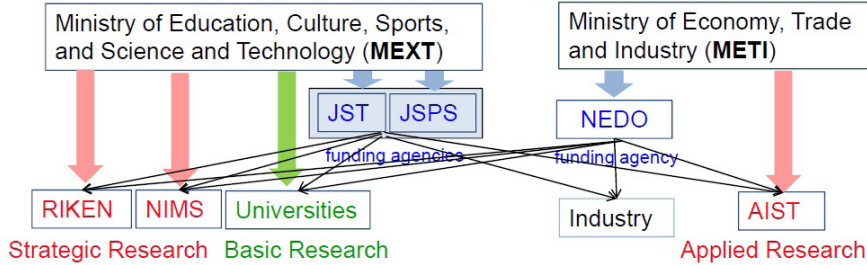 Ministry of Education, Culture, Sports,
and Science and Technology (MEXT)
Ministry of Economy, Trade
and Industry (METI)
JST
JSPS
NEDO
funding agencies
funding agency
RIKEN
NIMS
Universities
Industry
AIST
Strategic Research
Basic Research
Applied Research